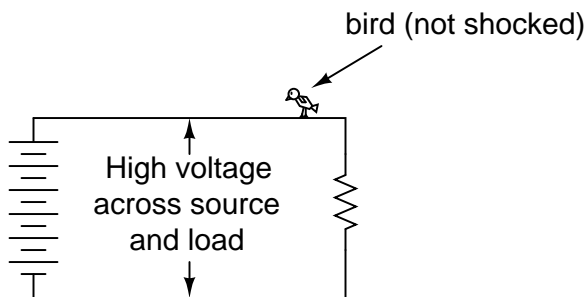 bird (not shocked)
High voltage
across source
and load